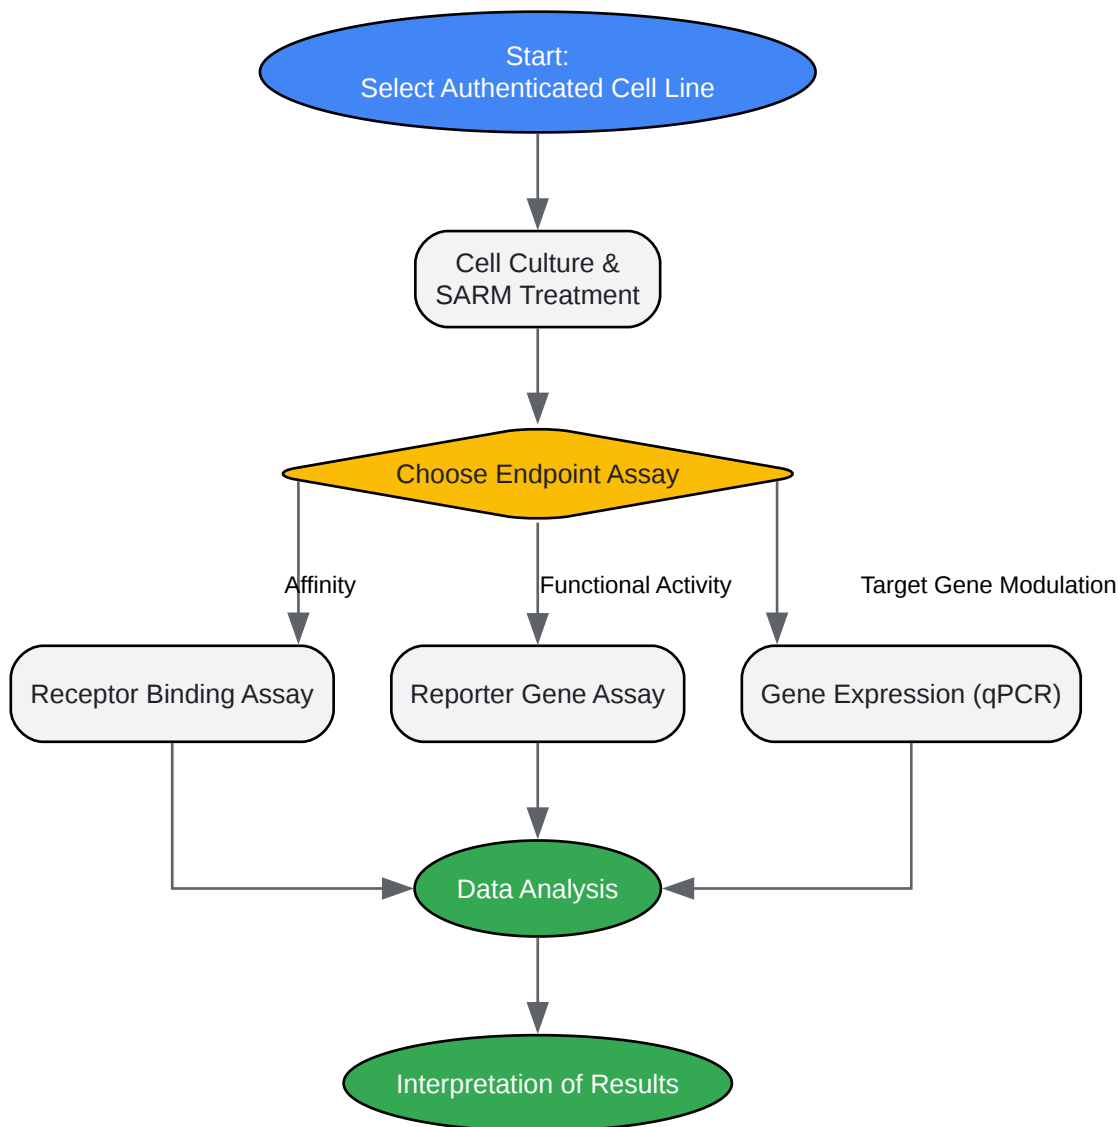 Start:
Select Authenticated Cell Line
Cell Culture &
SARM Treatment
Choose Endpoint Assay
Affinity
Functional Activity
Target Gene Modulation
Receptor Binding Assay
Reporter Gene Assay
Gene Expression (qPCR)
Data Analysis
Interpretation of Results